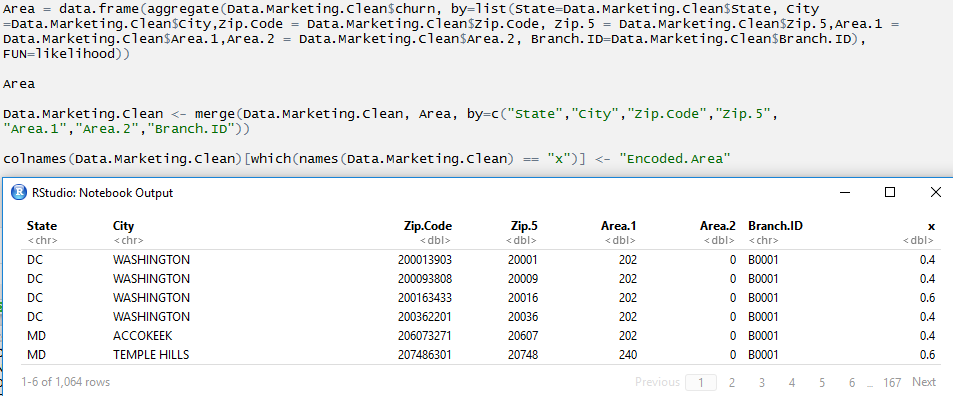 Area = data.frame(aggregate(Data.Marketing.Clean$churn, by=list(State=Data.Marketing.Clean$State, City
=Data.Marketing.Clean$City,Zip.Code = Data.Marketing.Clean$Zip.Code, Zip.5 = Data.Marketing.Clean$Zip.5,Area.1 =
Data.Marketing.Clean$Area.1,Area.2 = Data.Marketing.Clean$Area.2, Branch.ID=Data.Marketing.Clean$Branch.ID),
FUN=likelihood))
Area
Data.Marketing.Clean <- merge(Data.Marketing.Clean, Area, by=c("State","City","Zip.Code","Zip.5",
"Area.1","Area.2","Branch.ID"))
colnames(Data.Marketing.Clean)[which(names(Data.Marketing.Clean) == "x")] <- "Encoded.Area"
R RStudio: Notebook Output
State City Zip.Code Zip.5 Area.1 Area.2 Branch.ID x
<chr> <chr> <dbl> <dbl> <dbl> <dbl> <chr> <dbl>
DC WASHINGTON 200013903 20001 202 0 B0001 0.4
DC WASHINGTON 200093808 20009 202 0 B0001 0.4
DC WASHINGTON 200163433 20016 202 0 B0001 0.6
DC WASHINGTON 200362201 20036 202 0 B0001 0.4
MD ACCOKEEK 206073271 20607 202 0 B0001 0.4
MD TEMPLE HILLS 207486301 20748 240 0 B0001 0.6
1-6 of 1,064 rows Previous 1 2 3 4 5 6 ... 167 Next